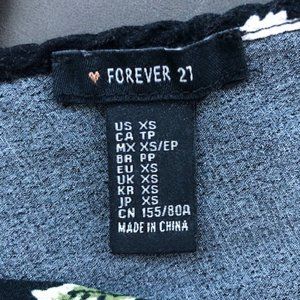 FOREVER 21
US XS
CA TP
MX XS/EP
BR PP
EU XS
UK XS
KR XS
JP XS
CN 155/80A
MADE IN CHINA